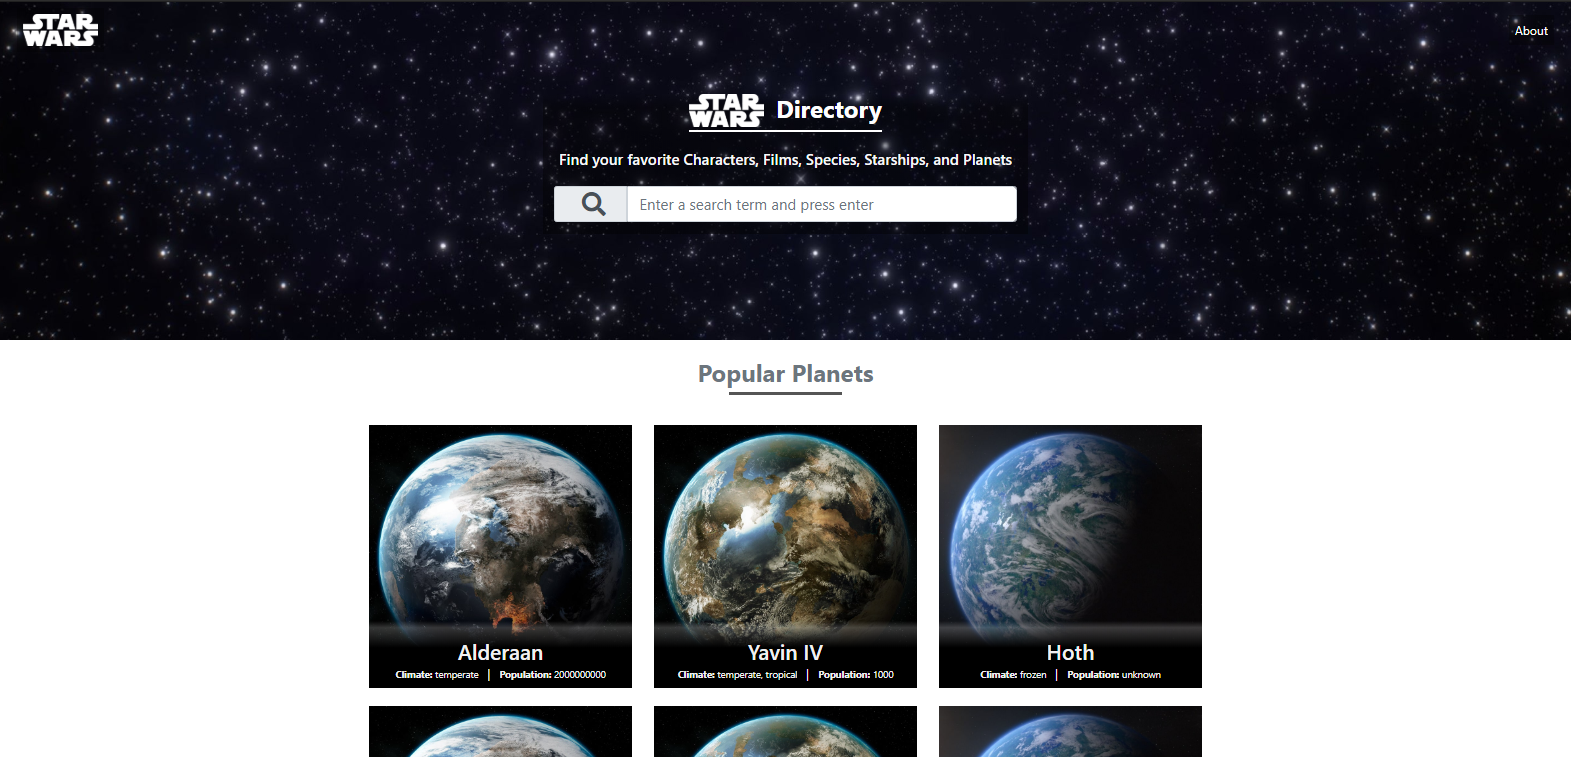 STAR
WARS
About
STAR
WARS Directory
Find your favorite Characters, Films, Species, Starships, and Planets
Enter a search term and press enter
Popular Planets
Alderaan
Climate: temperate | Population: 2000000000
Yavin IV
Climate: temperate, tropical | Population: 1000
Hoth
Climate: frozen | Population: unknown